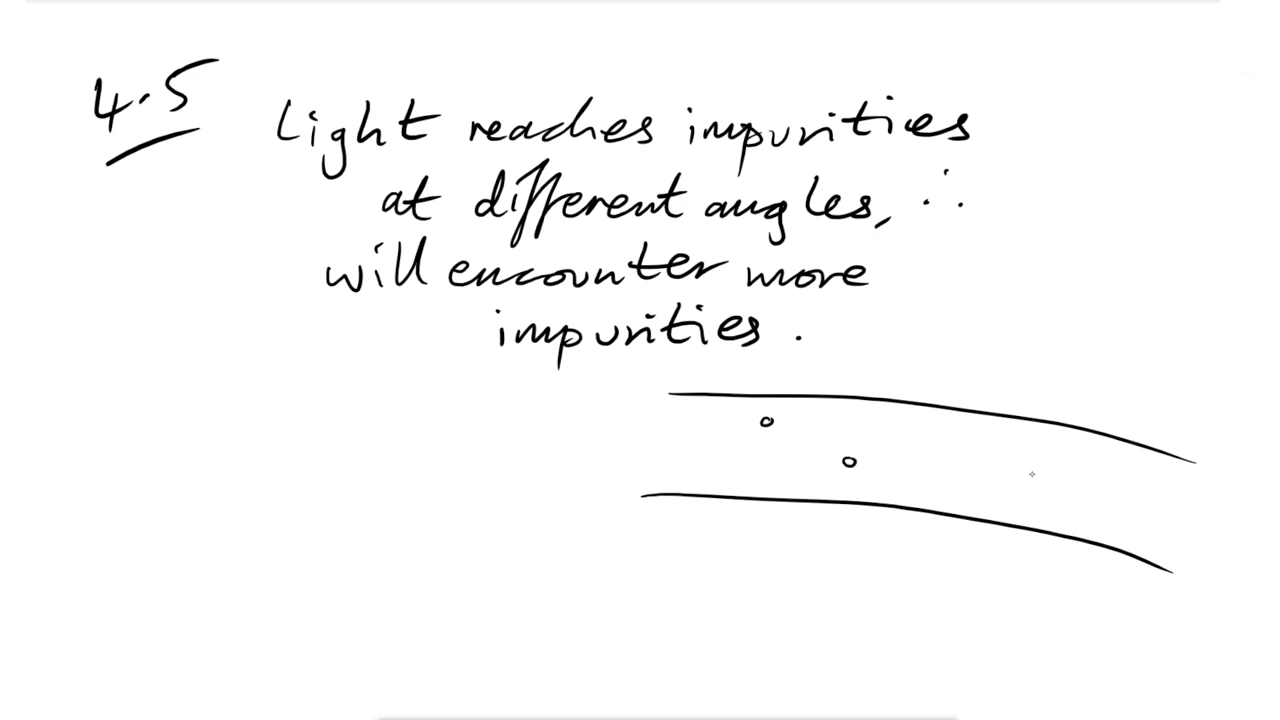 4.5
Light reaches impurities
at different angles, ∴
will encounter more
impurities.